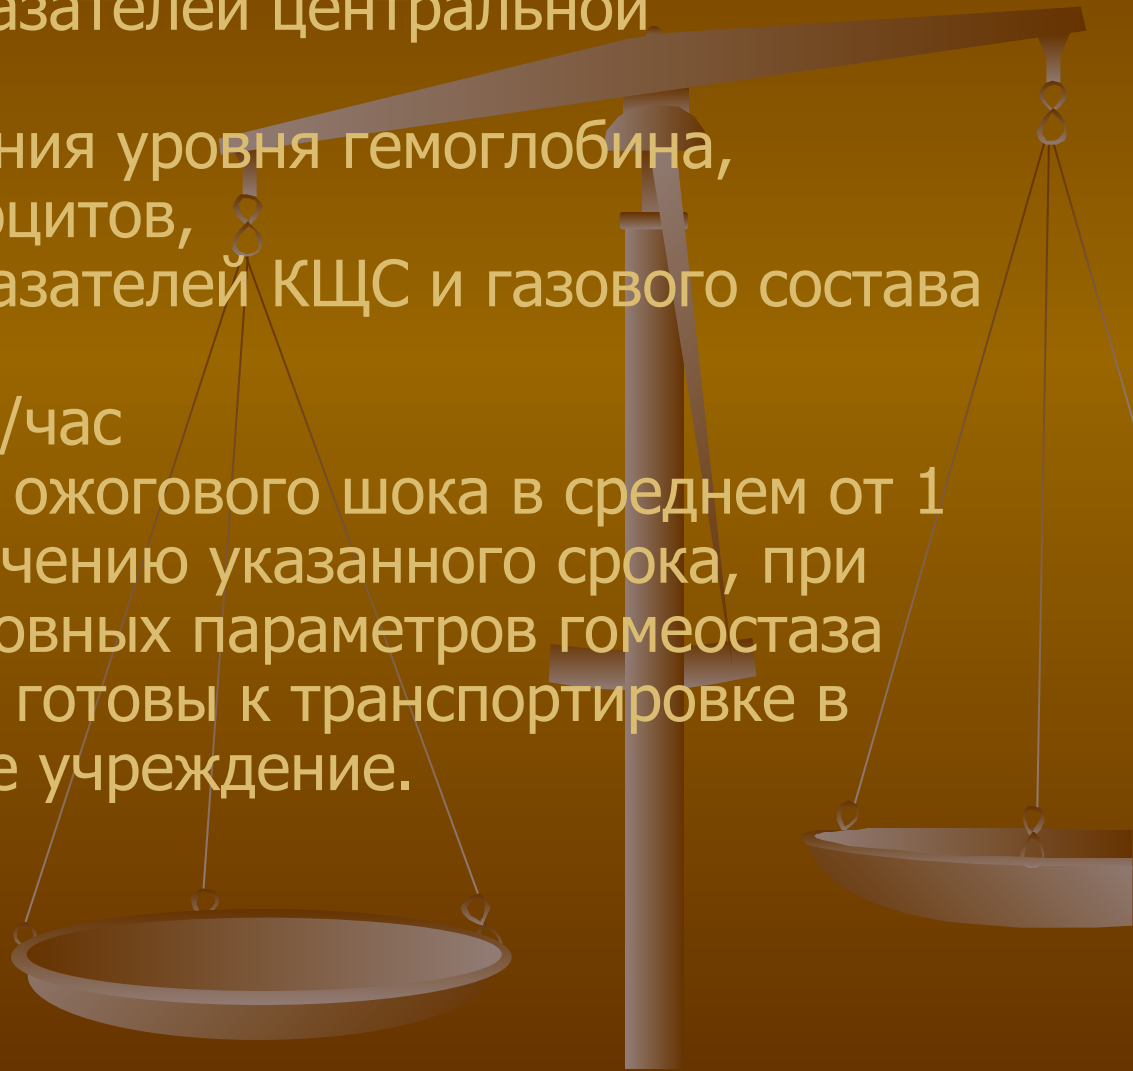 азателей центральной
ния уровня гемоглобина,
оцитов,
азателей КЩС и газового состава
/час
ожогового шока в среднем от 1
чению указанного срока, при
овных параметров гомеостаза
готовы к транспортировке в
е учреждение.